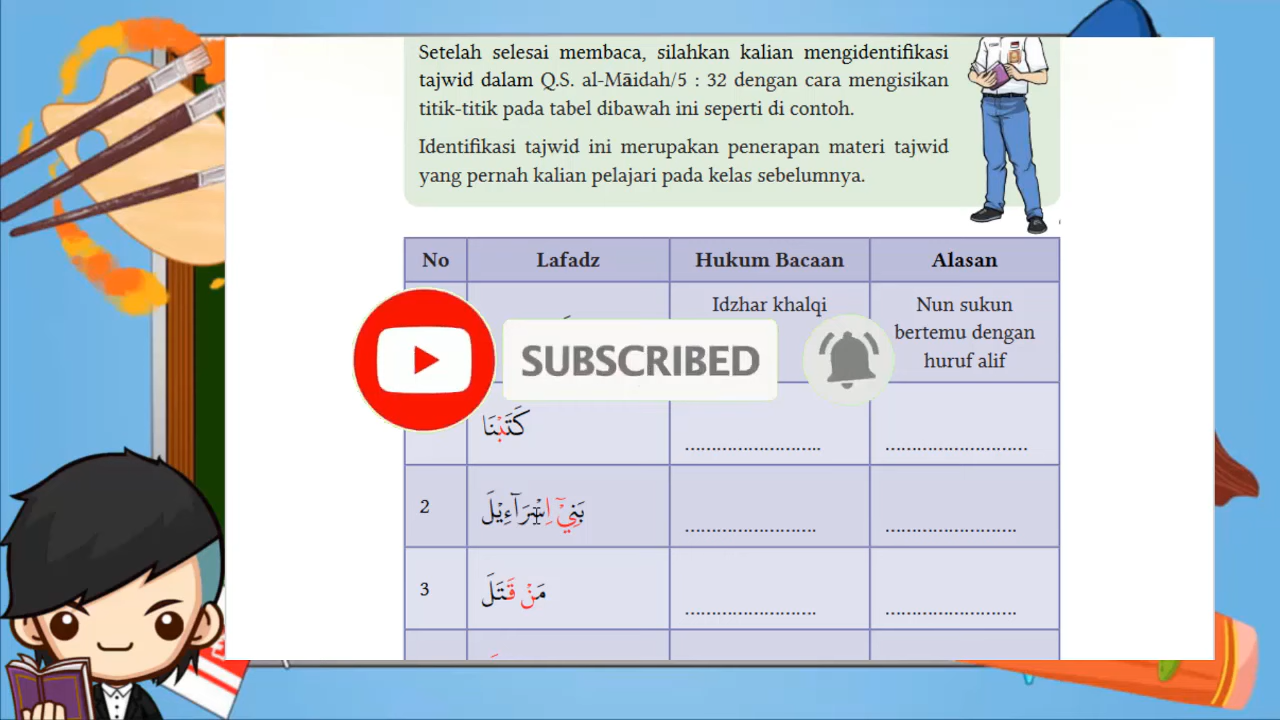 Setelah selesai membaca, silahkan kalian mengidentifikasi
tajwid dalam Q.S. al-Māidah/5 : 32 dengan cara mengisikan
titik-titik pada tabel dibawah ini seperti di contoh.
Identifikasi tajwid ini merupakan penerapan materi tajwid
yang pernah kalian pelajari pada kelas sebelumnya.
No Lafadz Hukum Bacaan Alasan
Idzhar khalqi Nun sukun
bertemu dengan
huruf alif
SUBSCRIBED
كَتَبْنَا ............................ ............................
2 بَنِيْٓ اِسْرَاۤءِيْلَ ............................ ............................
3 مَنْ قَتَلَ ............................ ............................